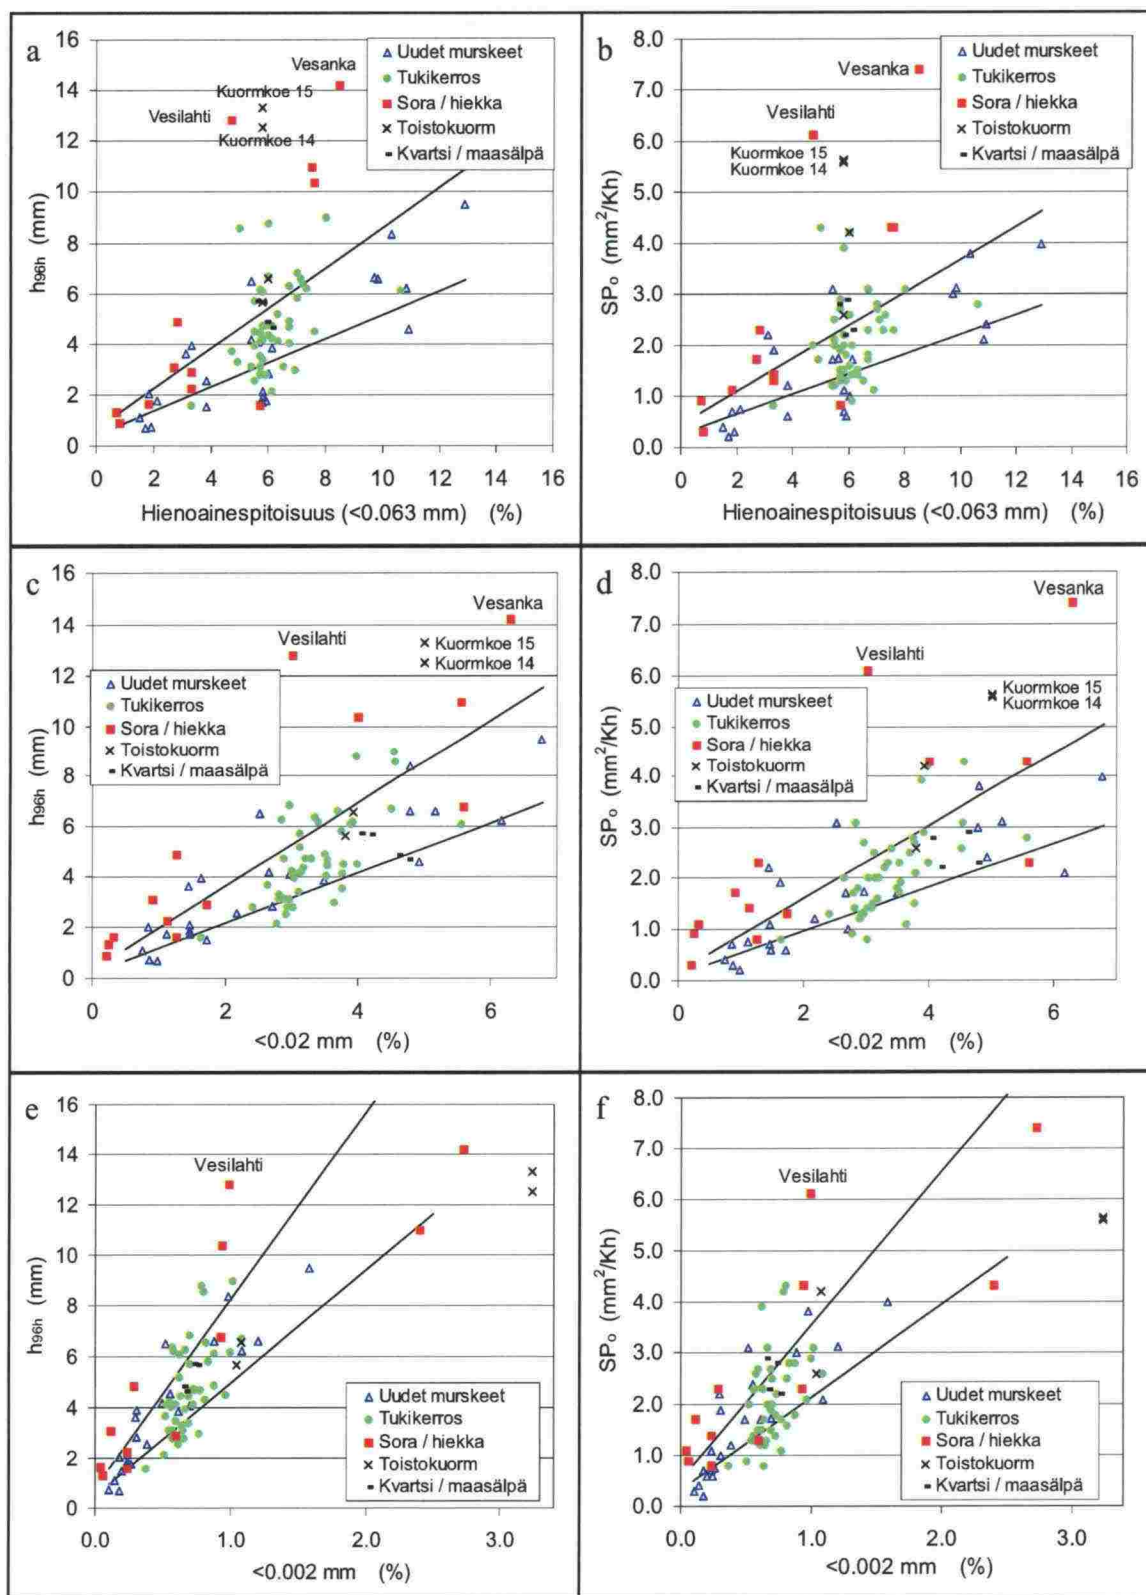 a
16
14
12
10
8
6
4
2
0
h96h (mm)
Vesanka
Kuormkoe 15
Vesilahti
Kuormkoe 14
Uudet murskeet
Tukikerros
Sora / hiekka
Toistokuorm
Kvartsi / maasälpä
0 2 4 6 8 10 12 14 16
Hienoainespitoisuus (<0.063 mm) (%)
b
8.0
7.0
6.0
5.0
4.0
3.0
2.0
1.0
0.0
SPo (mm²/Kh)
Vesanka
Vesilahti
Kuormkoe 15
Kuormkoe 14
Uudet murskeet
Tukikerros
Sora / hiekka
Toistokuorm
Kvartsi / maasälpä
0 2 4 6 8 10 12 14 16
Hienoainespitoisuus (<0.063 mm) (%)
c
16
14
12
10
8
6
4
2
0
h96h (mm)
Vesanka
Vesilahti
Kuormkoe 15
Kuormkoe 14
Uudet murskeet
Tukikerros
Sora / hiekka
Toistokuorm
Kvartsi / maasälpä
0 2 4 6
<0.02 mm (%)
d
8.0
7.0
6.0
5.0
4.0
3.0
2.0
1.0
0.0
SPo (mm²/Kh)
Vesanka
Vesilahti
Kuormkoe 15
Kuormkoe 14
Uudet murskeet
Tukikerros
Sora / hiekka
Toistokuorm
Kvartsi / maasälpä
0 2 4 6
<0.02 mm (%)
e
16
14
12
10
8
6
4
2
0
h96h (mm)
Vesilahti
Uudet murskeet
Tukikerros
Sora / hiekka
Toistokuorm
Kvartsi / maasälpä
0.0 1.0 2.0 3.0
<0.002 mm (%)
f
8.0
7.0
6.0
5.0
4.0
3.0
2.0
1.0
0.0
SPo (mm²/Kh)
Vesilahti
Uudet murskeet
Tukikerros
Sora / hiekka
Toistokuorm
Kvartsi / maasälpä
0.0 1.0 2.0 3.0
<0.002 mm (%)